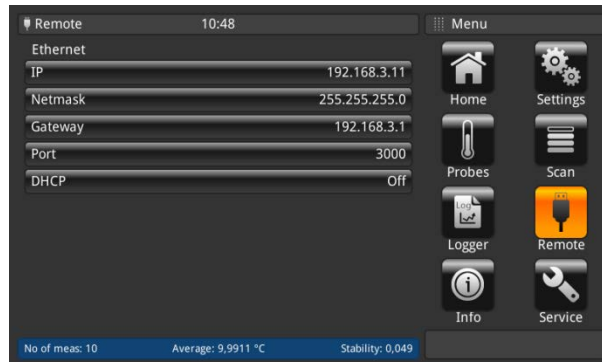 Remote 10:48
Ethernet
IP 192.168.3.11
Netmask 255.255.255.0
Gateway 192.168.3.1
Port 3000
DHCP Off
No of meas: 10 Average: 9,9911 °C Stability: 0,049
Menu
Home Settings
Probes Scan
Log
Logger Remote
Info Service